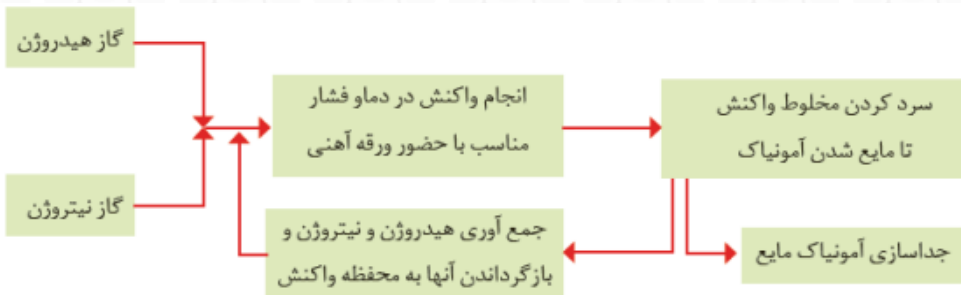 گاز هیدروژن
گاز نیتروژن
انجام واکنش در دماو فشار
مناسب با حضور ورقه آهنی
سرد کردن مخلوط واکنش
تا مایع شدن آمونیاک
جمع آوری هیدروژن و نیتروژن و
بازگرداندن آنها به محفظه واکنش
جداسازی آمونیاک مایع